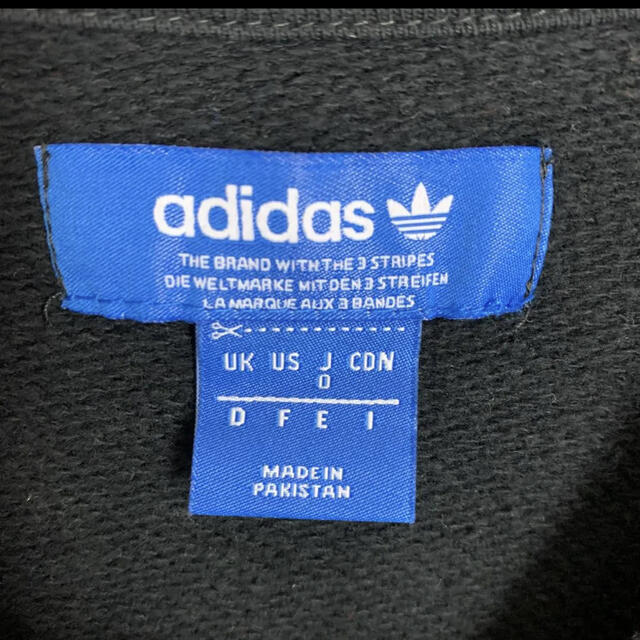 adidas
THE BRAND WITH THE 3 STRIPES
DIE WELTMARKE MIT DEN 3 STREIFEN
LA MARQUE AUX 3 BANDES
UK US J CDN
O
D F E I
MADE IN
PAKISTAN